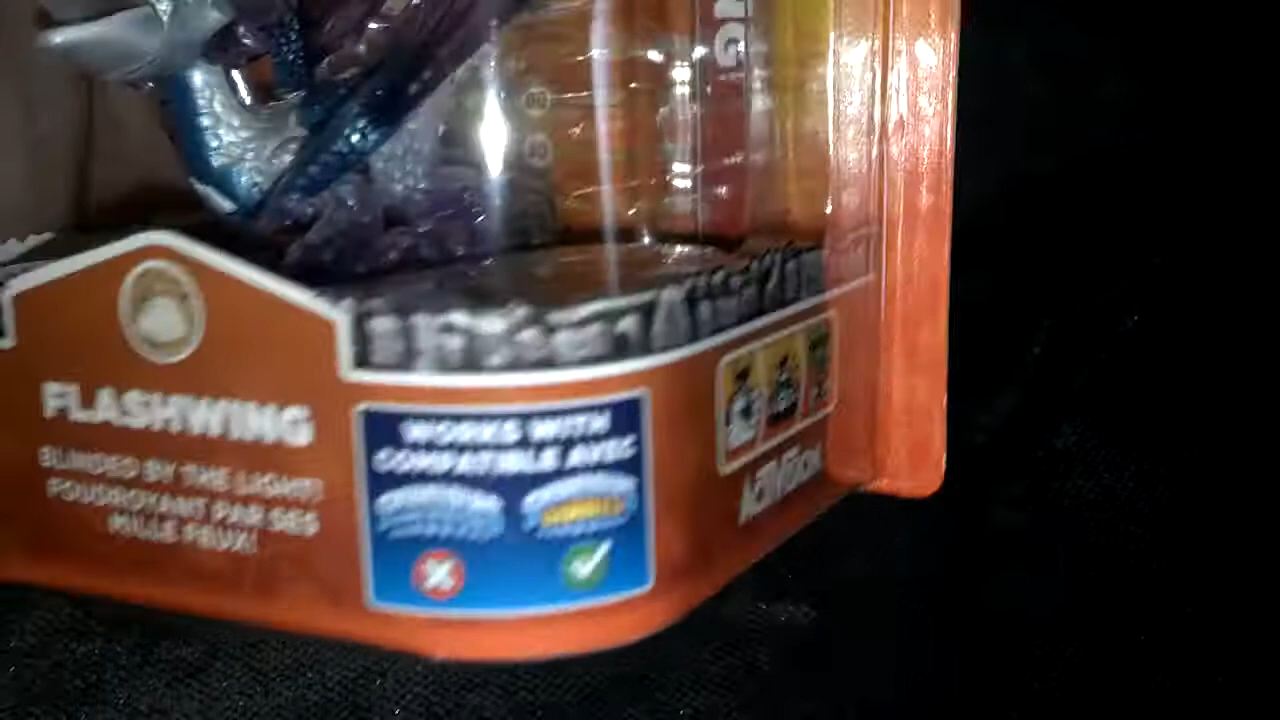 FLASHWING
BLINDED BY THE LIGHT!
FOUDROYANT PAR SES
MILLE FEUX!
WORKS WITH
COMPATIBLE AVEC
ACTIVISION